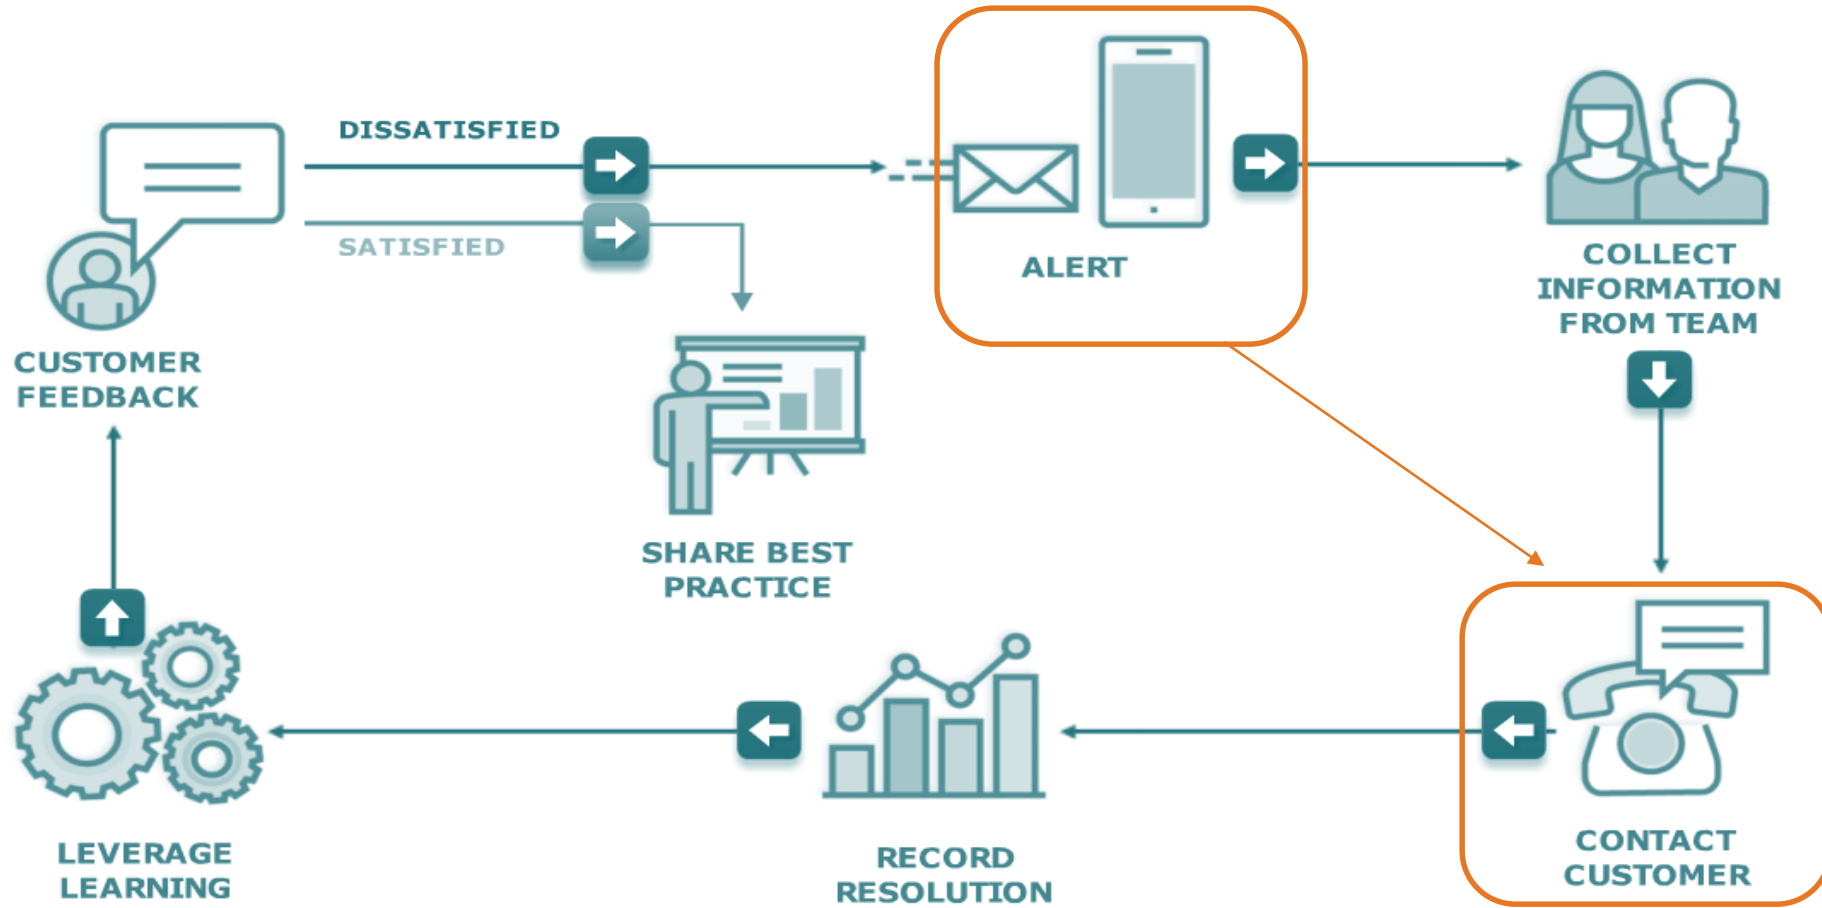 DISSATISFIED
SATISFIED
ALERT
COLLECT
INFORMATION
FROM TEAM
CUSTOMER
FEEDBACK
SHARE BEST
PRACTICE
LEVERAGE
LEARNING
RECORD
RESOLUTION
CONTACT
CUSTOMER